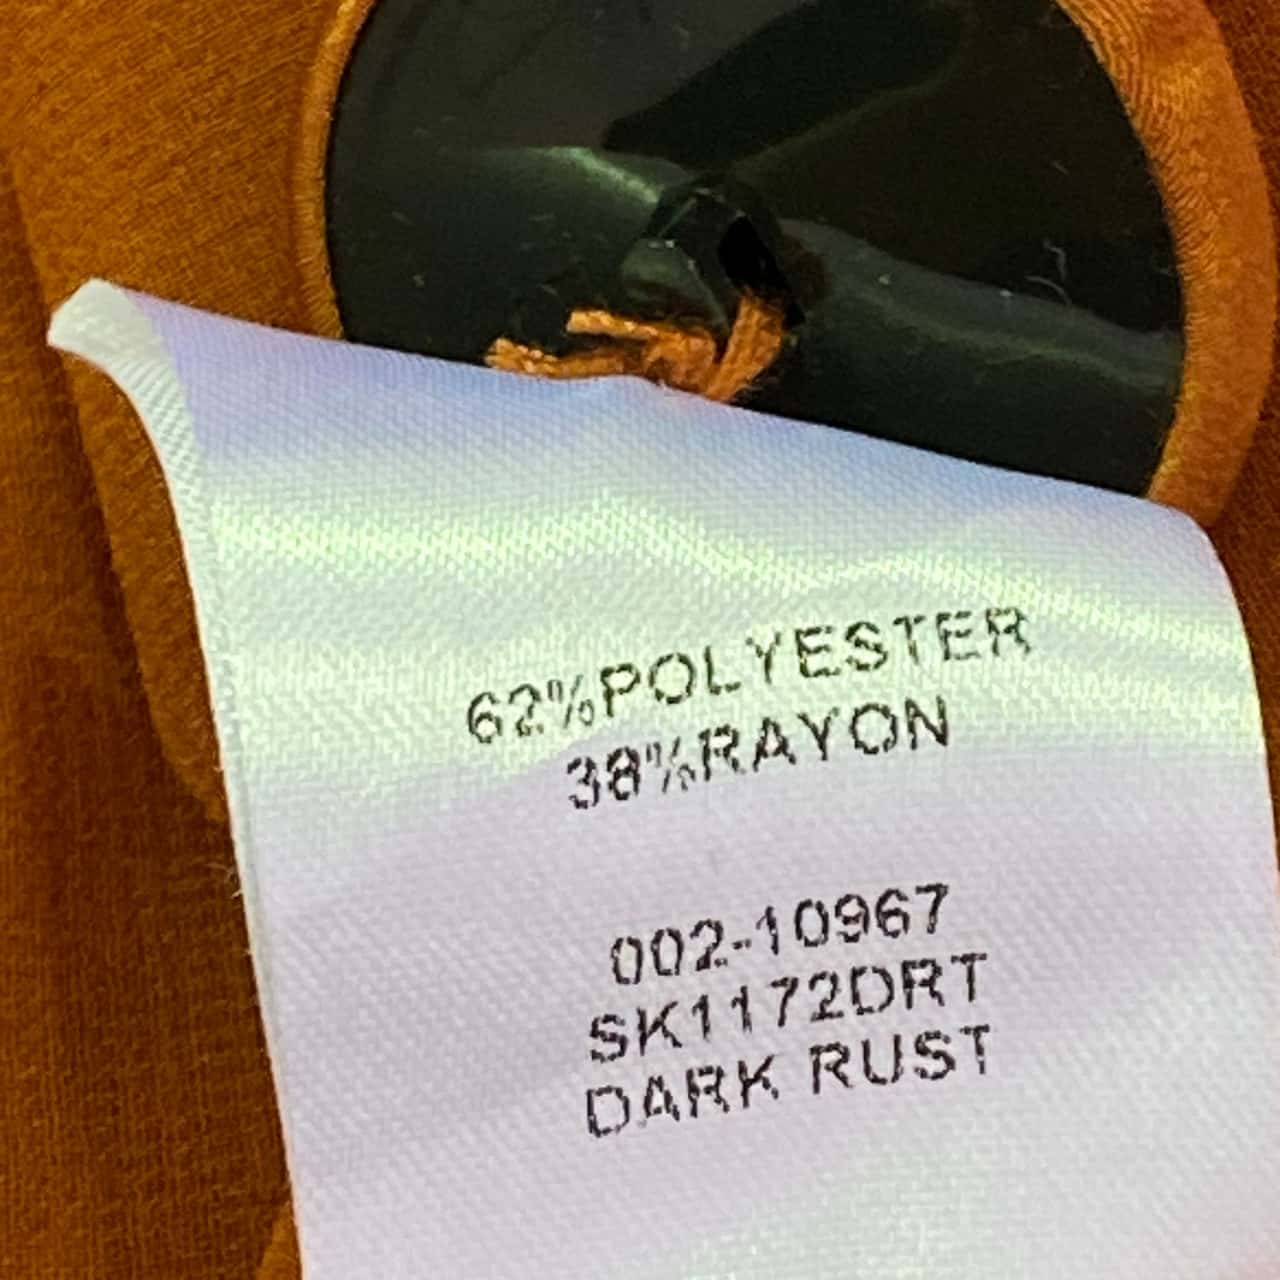 62%POLYESTER
38%RAYON
002-10967
SK1172DRT
DARK RUST